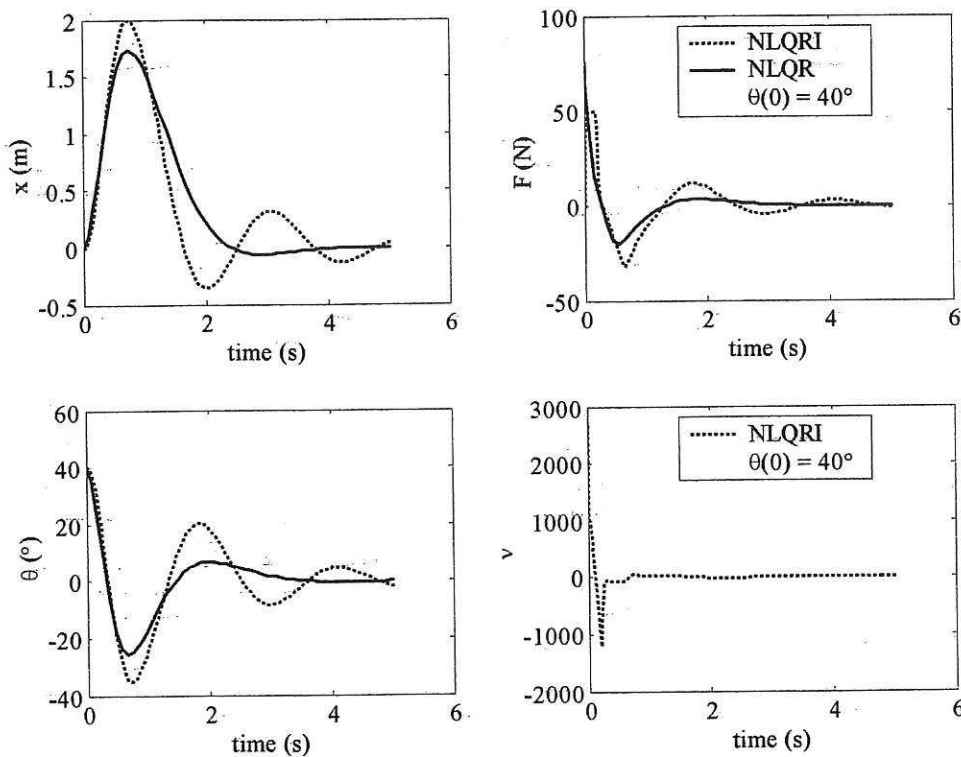 2
1.5
1
0.5
0
-0.5
x (m)
0 2 4 6
time (s)
100
50
0
-50
F (N)
NLQRI
NLQR
θ(0) = 40°
0 2 4 6
time (s)
60
40
20
0
-20
-40
θ (°)
0 2 4 6
time (s)
3000
2000
1000
0
-1000
-2000
ν
NLQRI
θ(0) = 40°
0 2 4 6
time (s)